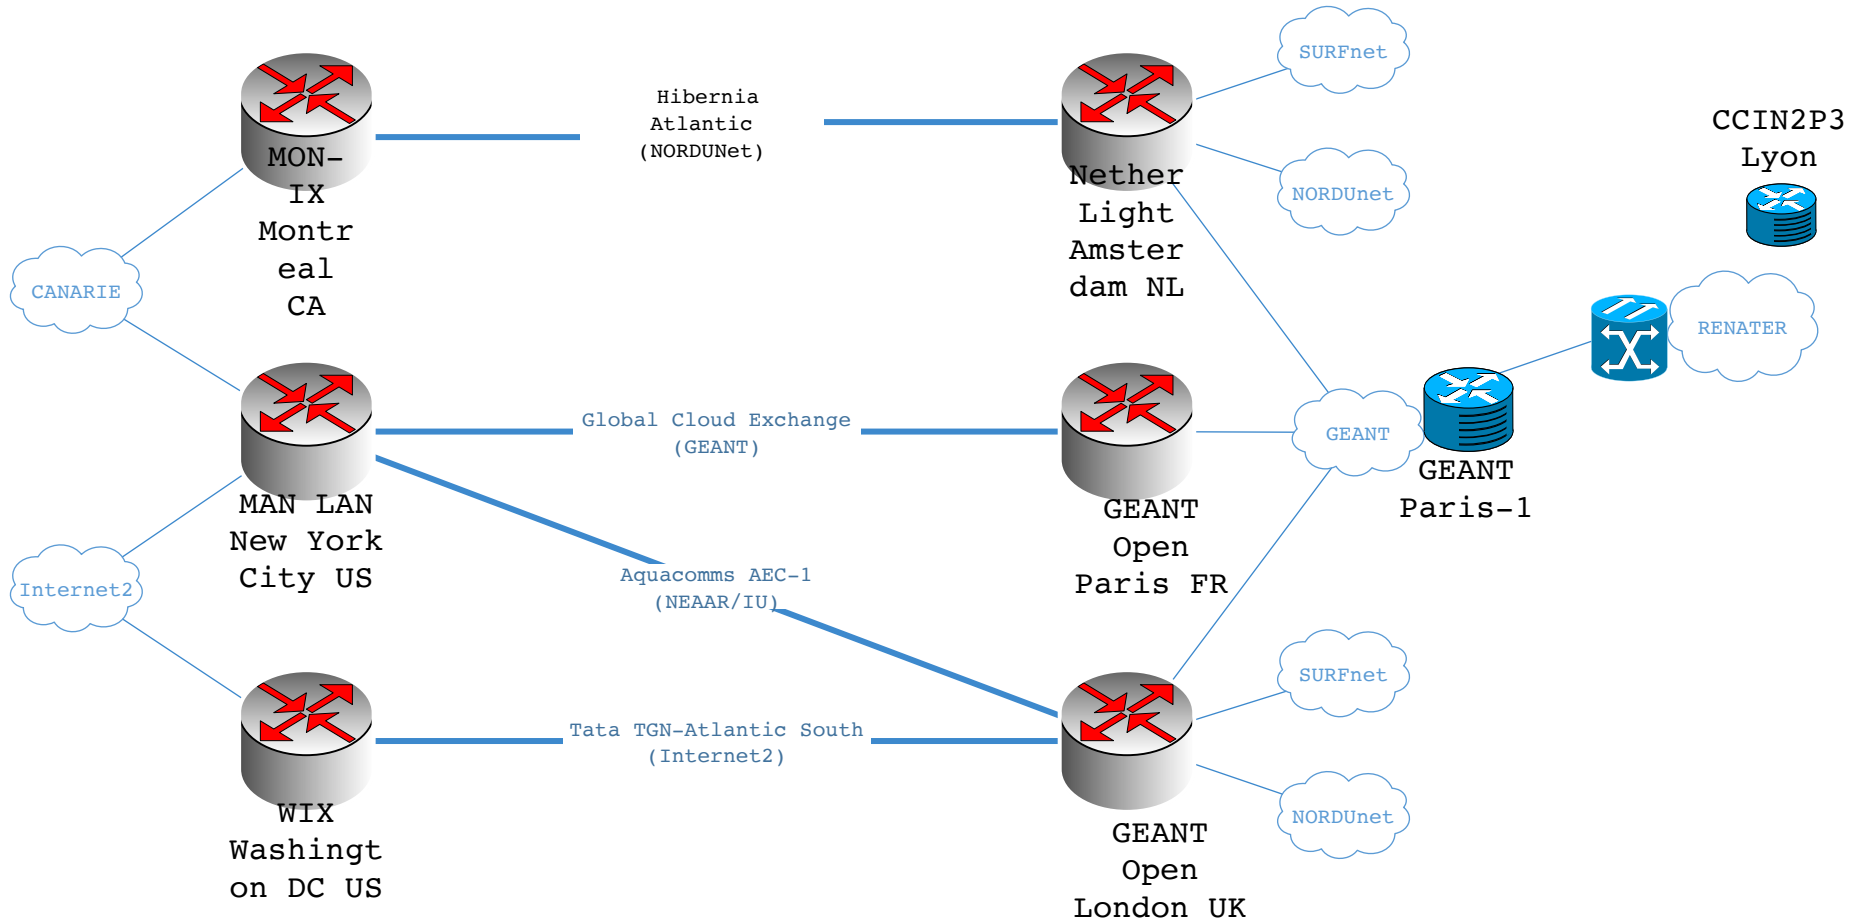 SURFnet
Hibernia
Atlantic
(NORDUNet)
CCIN2P3
Lyon
MON-
IX
Montr
eal
CA
Nether
Light
Amster
dam NL
NORDUnet
CANARIE
RENATER
Global Cloud Exchange
(GEANT)
GEANT
GEANT
Paris-1
MAN LAN
New York
City US
GEANT
Open
Paris FR
Internet2
Aquacomms AEC-1
(NEAAR/IU)
SURFnet
Tata TGN-Atlantic South
(Internet2)
NORDUnet
WIX
Washingt
on DC US
GEANT
Open
London UK